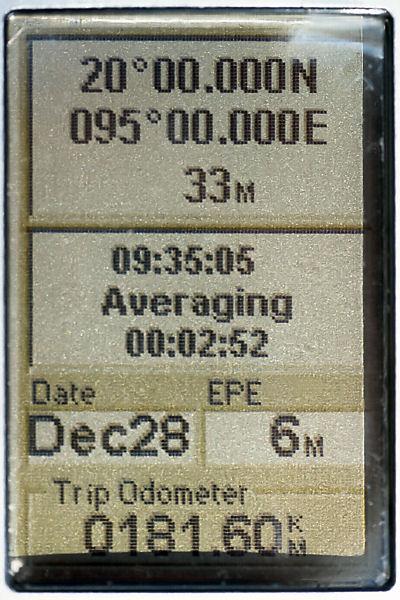 20°00.000N
095°00.000E
33M
09:35:05
Averaging
00:02:52
Date EPE
Dec28 6M
Trip Odometer
0181.60KM